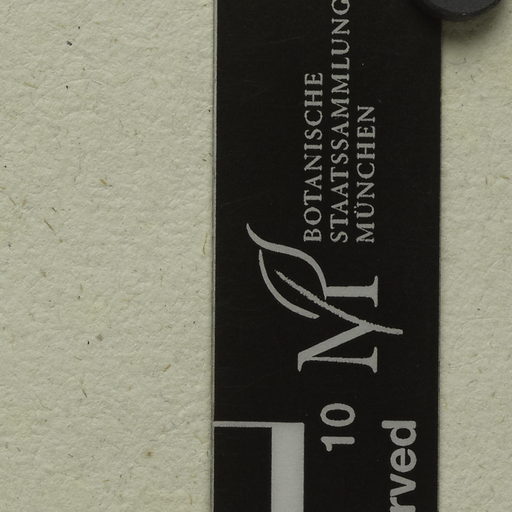 BOTANISCHE
STAATSSAMMLUNG
MÜNCHEN
M
10
rved